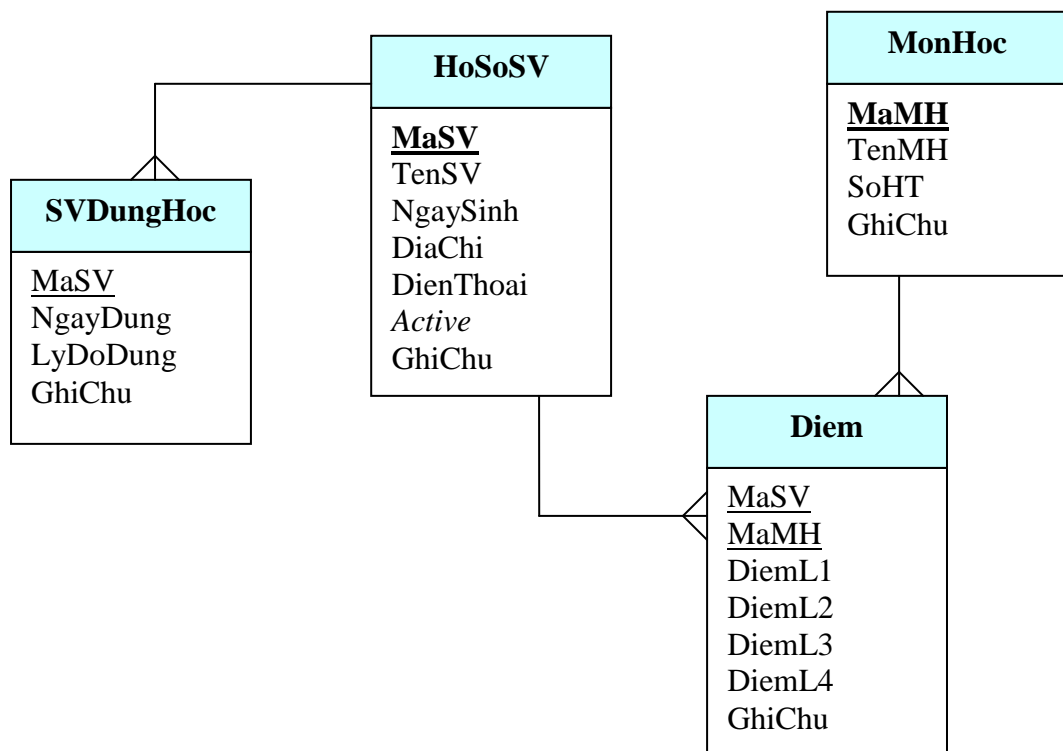 HoSoSV
MaSV
TenSV
NgaySinh
DiaChi
DienThoai
Active
GhiChu
MonHoc
MaMH
TenMH
SoHT
GhiChu
SVDungHoc
MaSV
NgayDung
LyDoDung
GhiChu
Diem
MaSV
MaMH
DiemL1
DiemL2
DiemL3
DiemL4
GhiChu